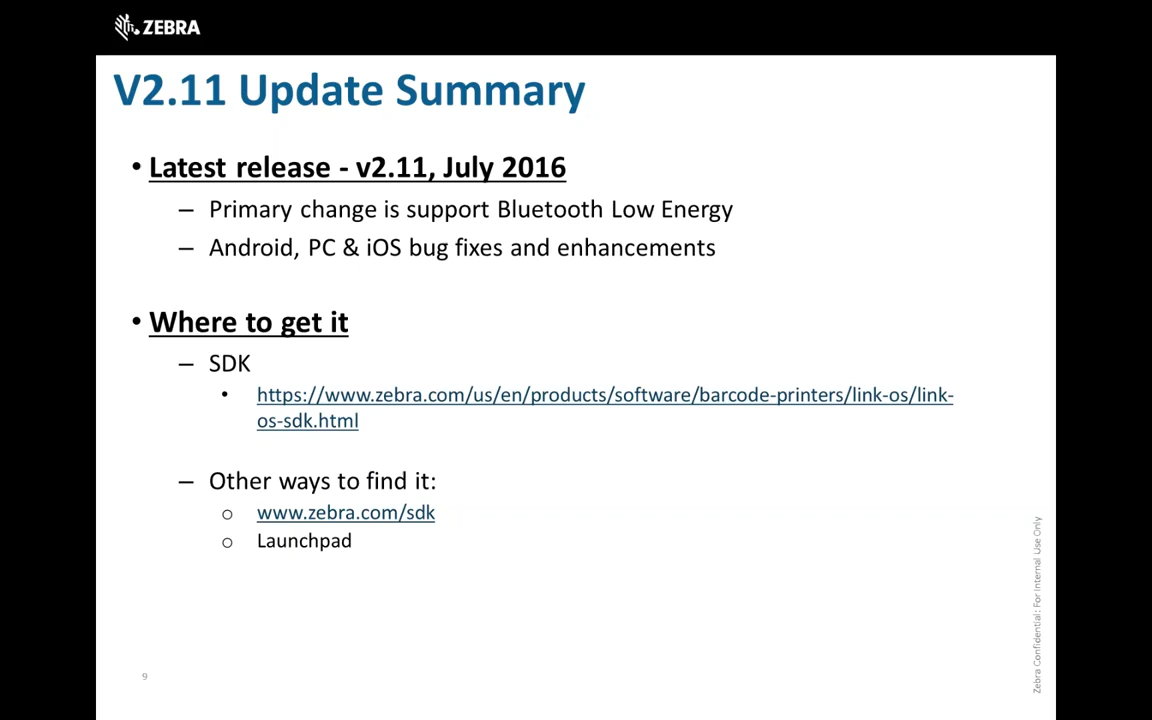 ZEBRA
V2.11 Update Summary
• Latest release - v2.11, July 2016
– Primary change is support Bluetooth Low Energy
– Android, PC & iOS bug fixes and enhancements
• Where to get it
– SDK
• https://www.zebra.com/us/en/products/software/barcode-printers/link-os/link-
os-sdk.html
– Other ways to find it:
o www.zebra.com/sdk
o Launchpad
Zebra Confidential: For Internal Use Only
9